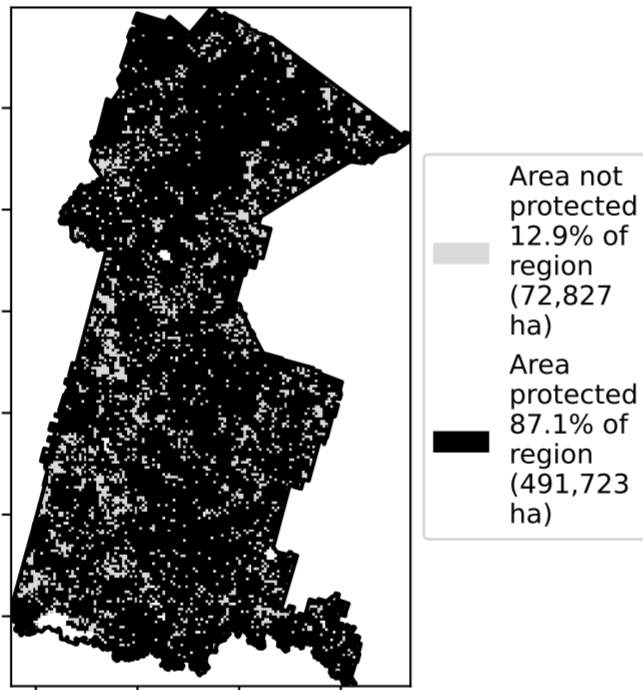 Area not
protected
12.9% of
region
(72,827
ha)
Area
protected
87.1% of
region
(491,723
ha)